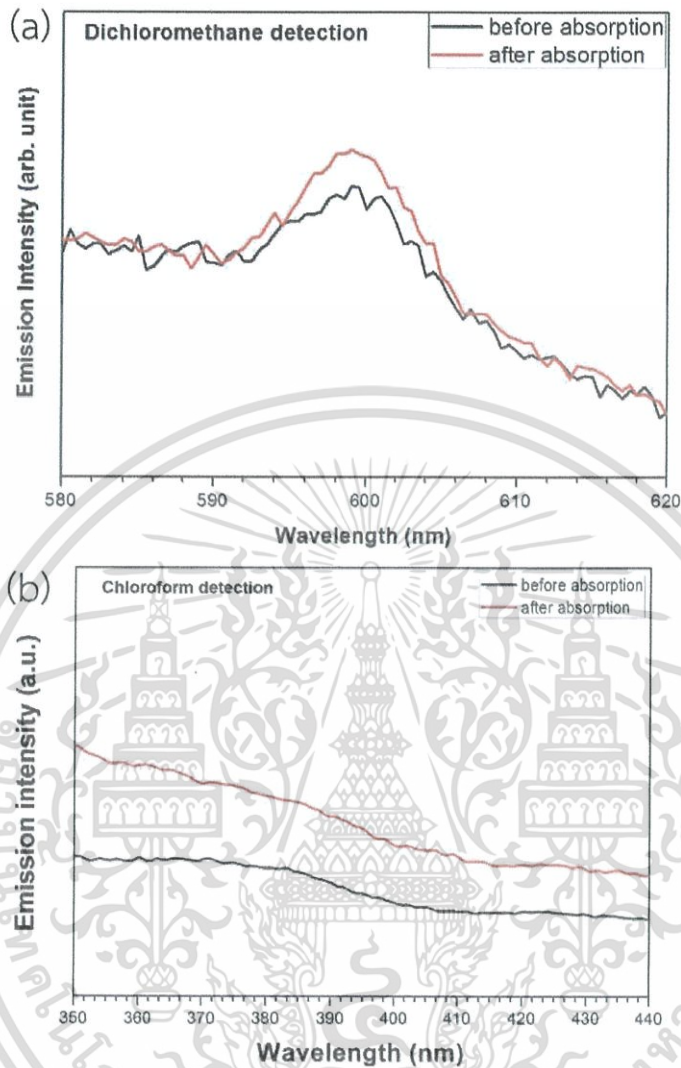 (a)
Dichloromethane detection
before absorption
after absorption
Emission Intensity (arb. unit)
580 590 600 610 620
Wavelength (nm)
(b)
Chloroform detection
before absorption
after absorption
Emission intensity (a.u.)
350 360 370 380 390 400 410 420 430 440
Wavelength (nm)